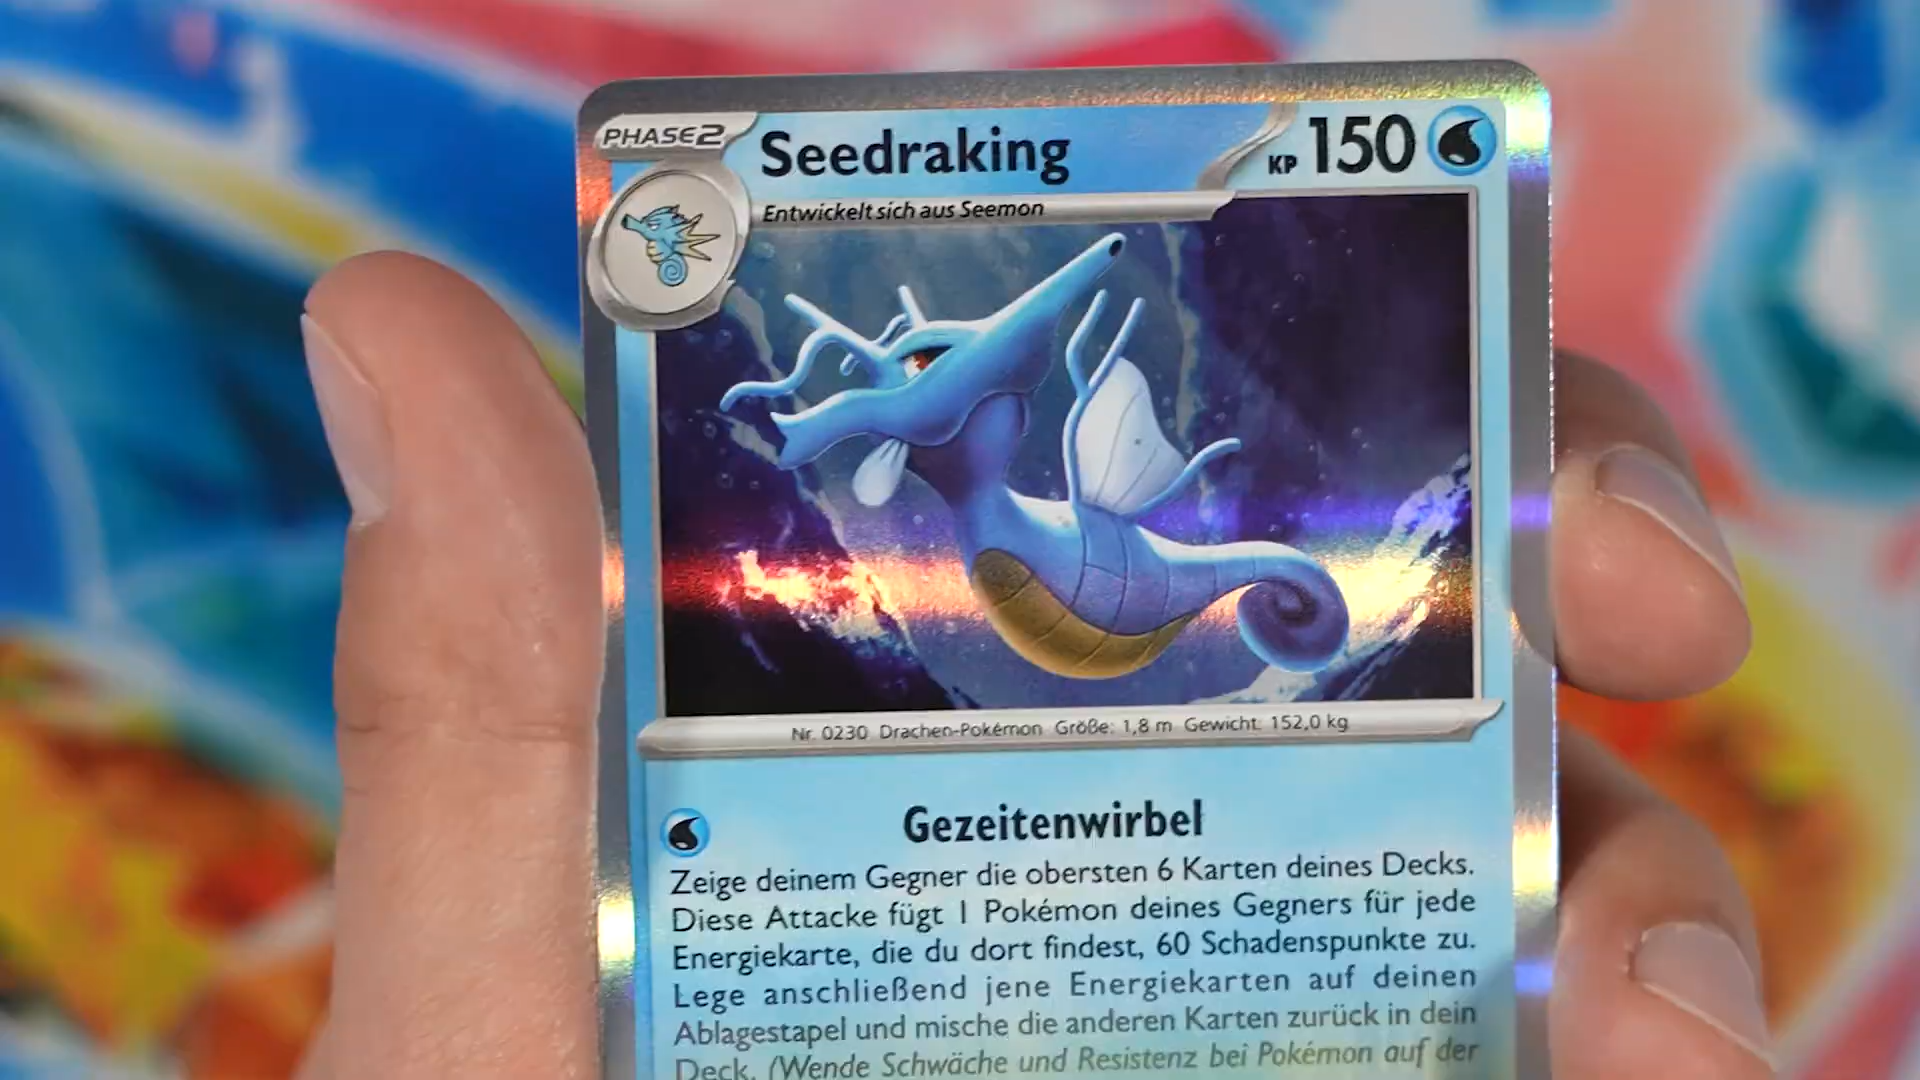 PHASE 2
Seedraking
KP 150
Entwickelt sich aus Seemon
Nr. 0230 Drachen-Pokémon Größe: 1,8 m Gewicht: 152,0 kg
Gezeitenwirbel
Zeige deinem Gegner die obersten 6 Karten deines Decks.
Diese Attacke fügt 1 Pokémon deines Gegners für jede
Energiekarte, die du dort findest, 60 Schadenspunkte zu.
Lege anschließend jene Energiekarten auf deinen
Ablagestapel und mische die anderen Karten zurück in dein
Deck. (Wende Schwäche und Resistenz bei Pokémon auf der